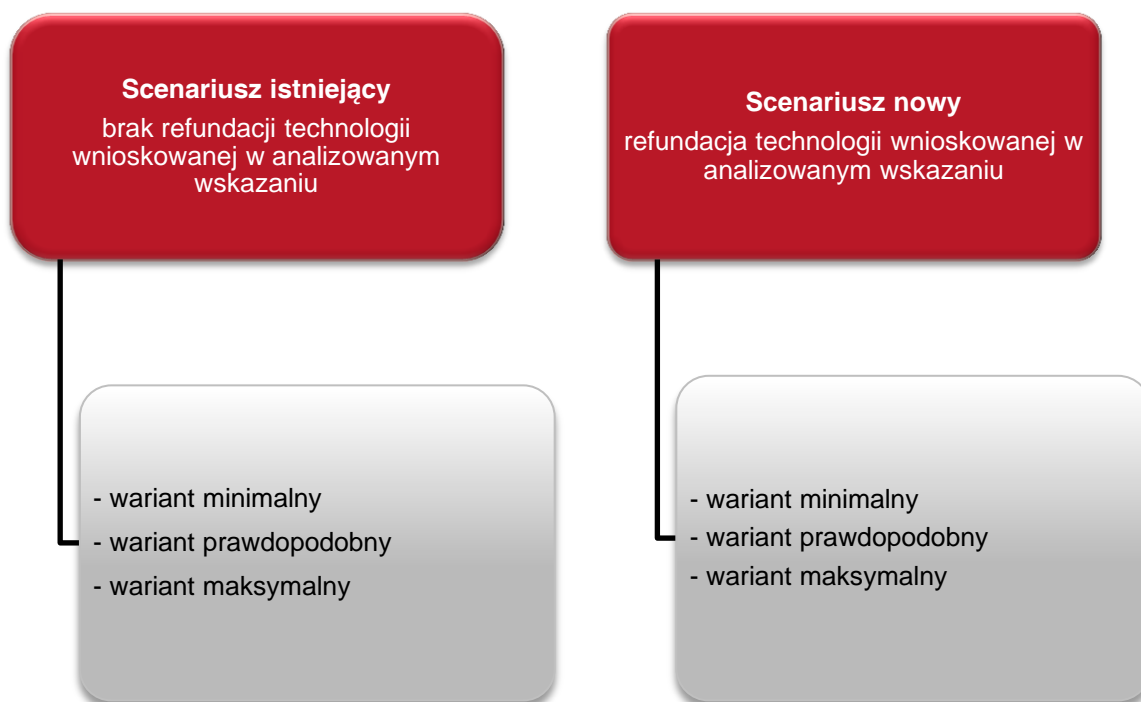 Scenariusz istniejący
brak refundacji technologii
wnioskowanej w analizowanym
wskazaniu
- wariant minimalny
- wariant prawdopodobny
- wariant maksymalny
Scenariusz nowy
refundacja technologii wnioskowanej w
analizowanym wskazaniu
- wariant minimalny
- wariant prawdopodobny
- wariant maksymalny